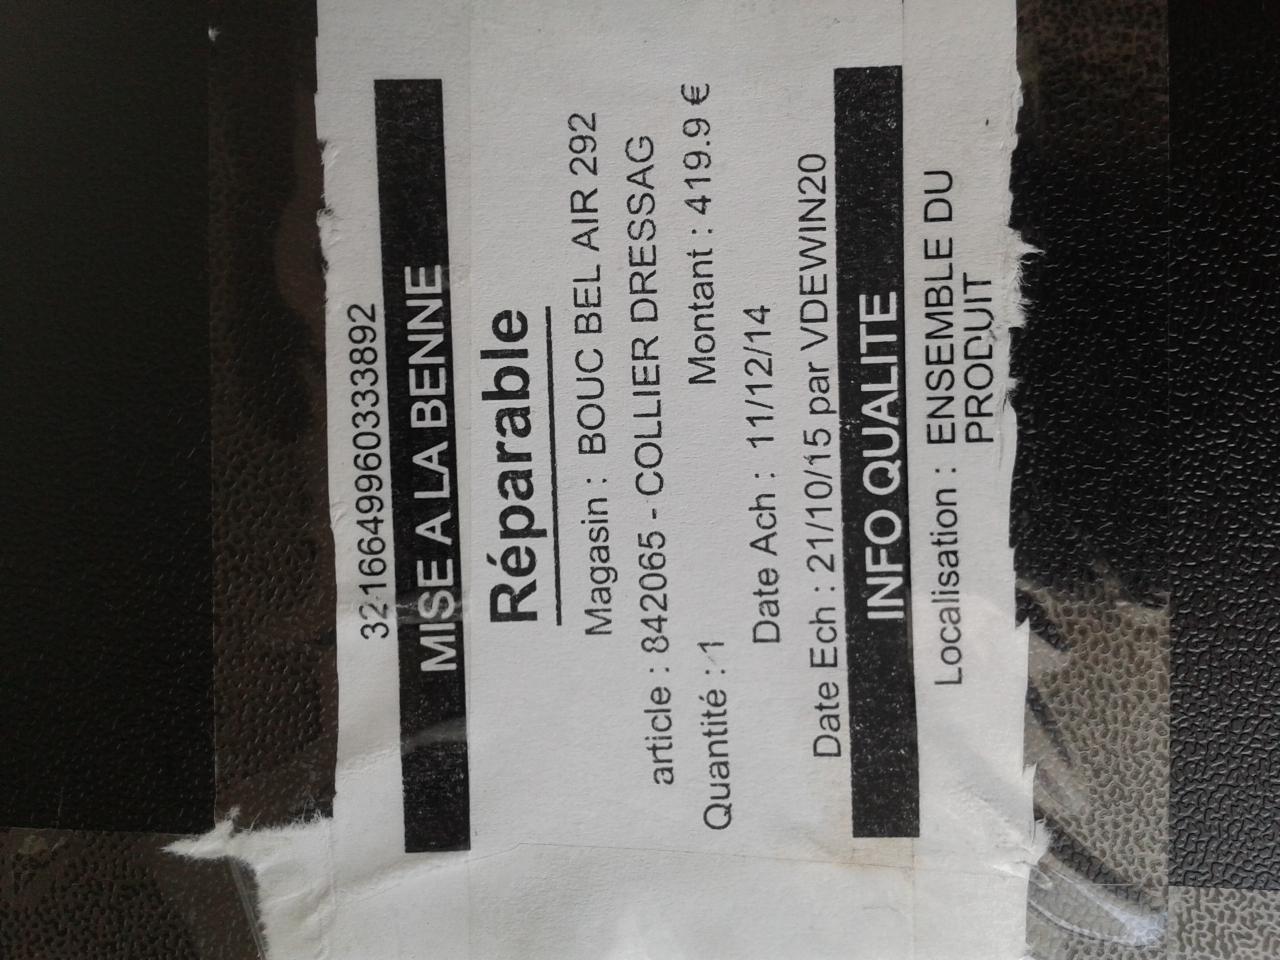 3216649960333892
MISE A LA BENNE
Réparable
Magasin : BOUC BEL AIR 292
article : 842065 - COLLIER DRESSAG
Quantité : 1 Montant : 419.9 €
Date Ach : 11/12/14
Date Ech : 21/10/15 par VDEWIN20
INFO QUALITE
Localisation : ENSEMBLE DU
PRODUIT